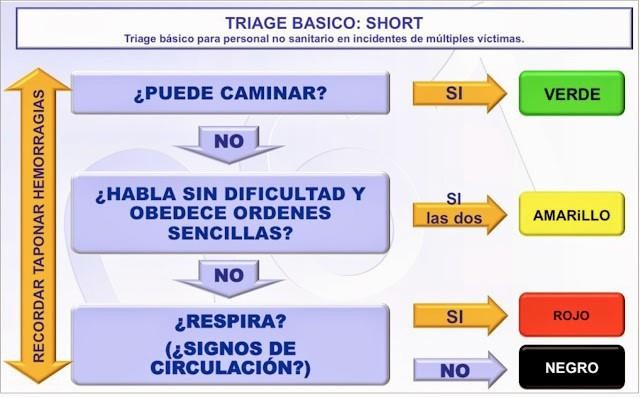 TRIAGE BASICO: SHORT
Triage básico para personal no sanitario en incidentes de múltiples víctimas.
RECORDAR TAPONAR HEMORRAGIAS
¿PUEDE CAMINAR?
SI
VERDE
NO
¿HABLA SIN DIFICULTAD Y
OBEDECE ORDENES
SENCILLAS?
SI
las dos
AMARiLLO
NO
¿RESPIRA?
(¿SIGNOS DE
CIRCULACIÓN?)
SI
ROJO
NO
NEGRO